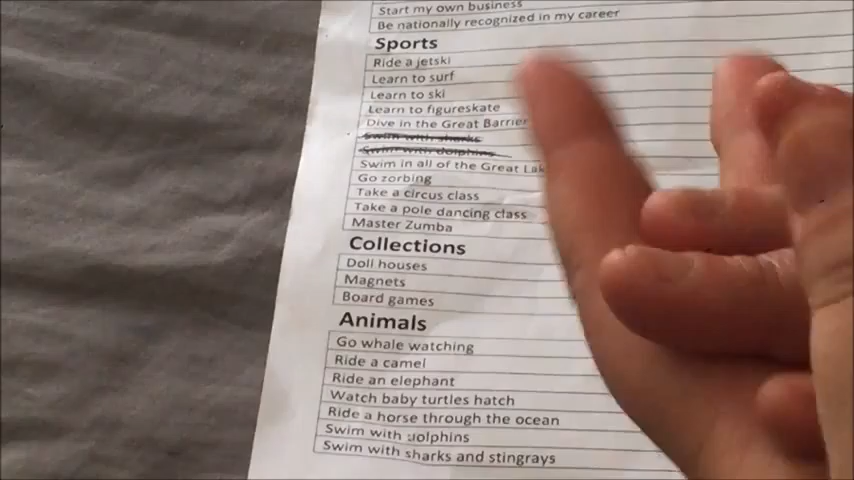 Start my own business
Be nationally recognized in my career
Sports
Ride a jetski
Learn to surf
Learn to ski
Learn to figureskate
Dive in the Great Barrier
Swim with sharks
Swim with dolphins
Swim in all of the Great Lak
Go zorbing
Take a circus class
Take a pole dancing class
Master Zumba
Collections
Doll houses
Magnets
Board games
Animals
Go whale watching
Ride a camel
Ride an elephant
Watch baby turtles hatch
Ride a horse through the ocean
Swim with dolphins
Swim with sharks and stingrays